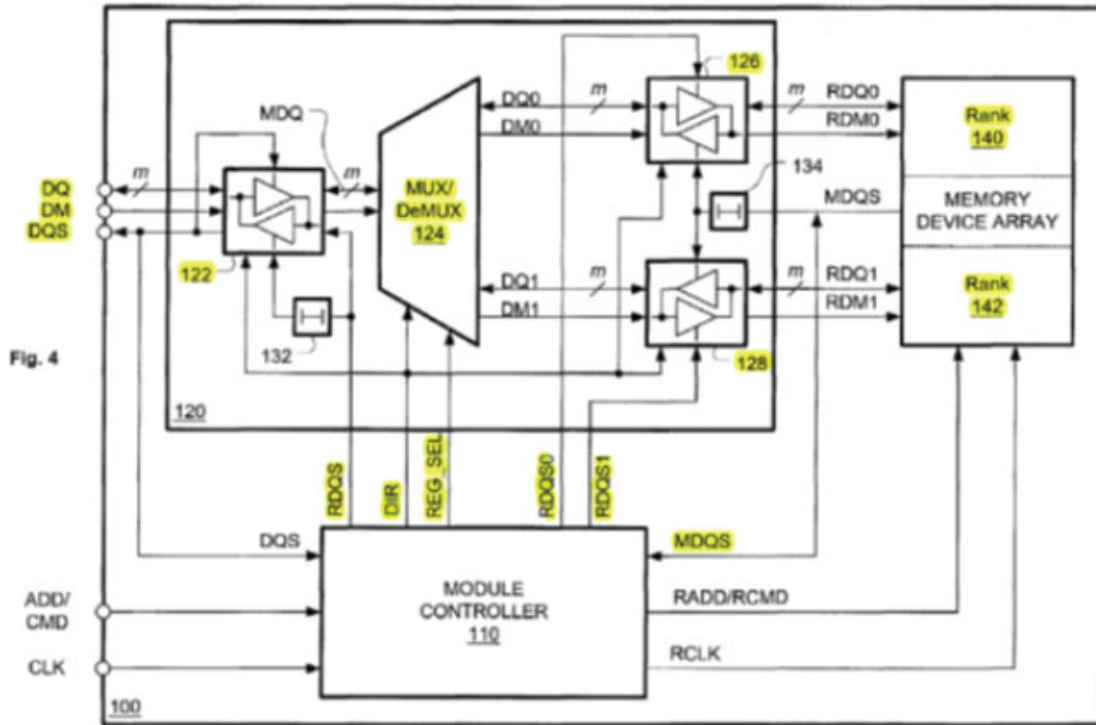 126
m
DQ0
m
RDQ0
MDQ
DM0
RDM0
Rank
140
134
m
m
DQ
MUX/
DM
DeMUX
MDQS
MEMORY
DEVICE ARRAY
DQS
124
122
DQ1
m
m
RDQ1
Rank
142
DM1
RDM1
132
128
Fig. 4
120
RDQS
DIR
REG_SEL
RDQS0
RDQS1
DQS
MDQS
MODULE
CONTROLLER
110
ADD/
CMD
RADD/RCMD
CLK
RCLK
100